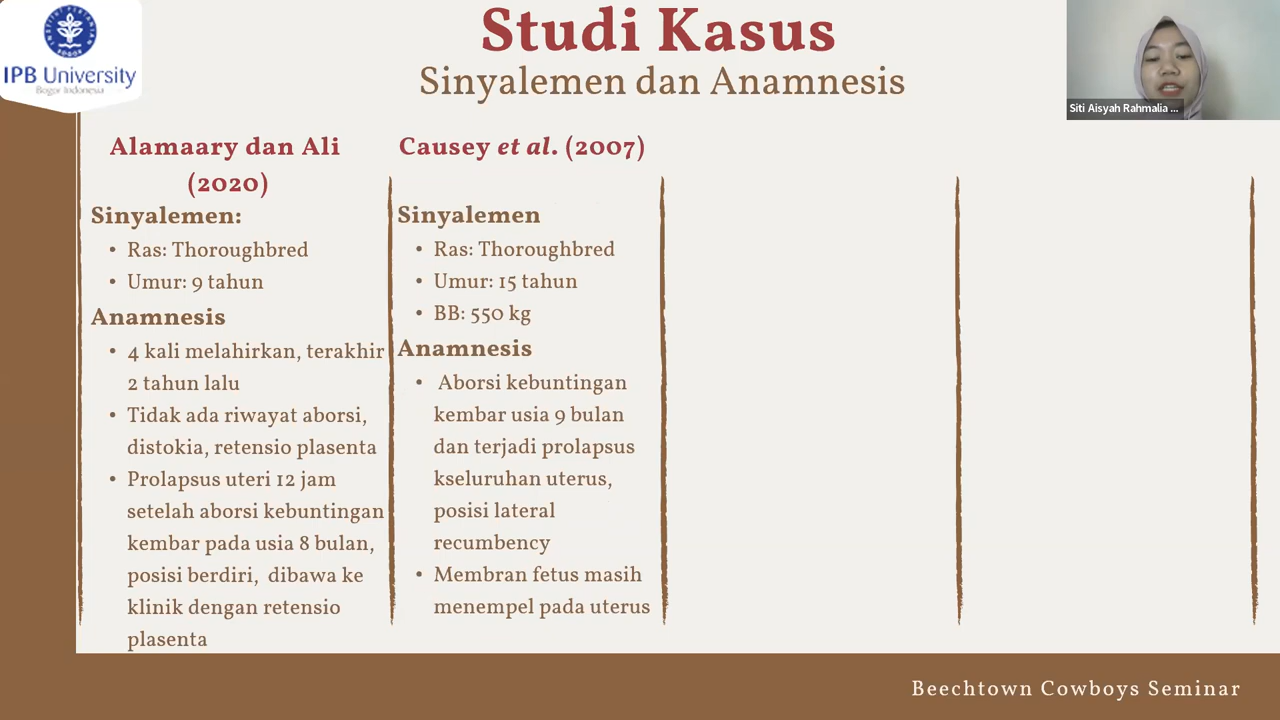 IPB University
Bogor Indonesia
Studi Kasus
Sinyalemen dan Anamnesis
Siti Aisyah Rahmalia ...
Alamaary dan Ali
(2020)
Sinyalemen:
• Ras: Thoroughbred
• Umur: 9 tahun
Anamnesis
• 4 kali melahirkan, terakhir
2 tahun lalu
• Tidak ada riwayat aborsi,
distokia, retensio plasenta
• Prolapsus uteri 12 jam
setelah aborsi kebuntingan
kembar pada usia 8 bulan,
posisi berdiri, dibawa ke
klinik dengan retensio
plasenta
Causey et al. (2007)
Sinyalemen
• Ras: Thoroughbred
• Umur: 15 tahun
• BB: 550 kg
Anamnesis
• Aborsi kebuntingan
kembar usia 9 bulan
dan terjadi prolapsus
kseluruhan uterus,
posisi lateral
recumbency
• Membran fetus masih
menempel pada uterus
Beechtown Cowboys Seminar